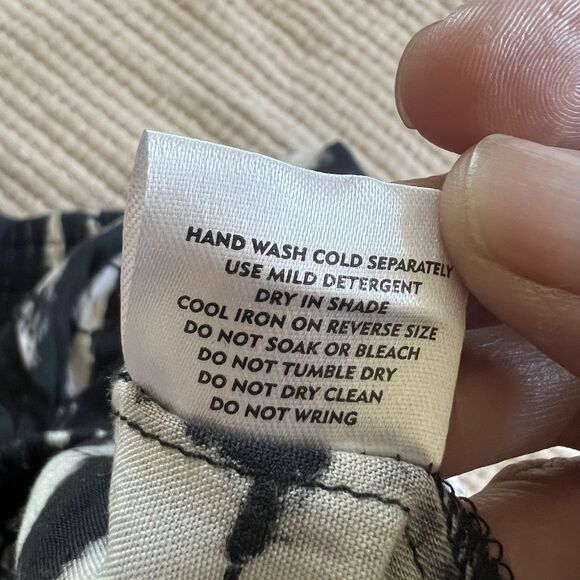 HAND WASH COLD SEPARATELY
USE MILD DETERGENT
DRY IN SHADE
COOL IRON ON REVERSE SIZE
DO NOT SOAK OR BLEACH
DO NOT TUMBLE DRY
DO NOT DRY CLEAN
DO NOT WRING